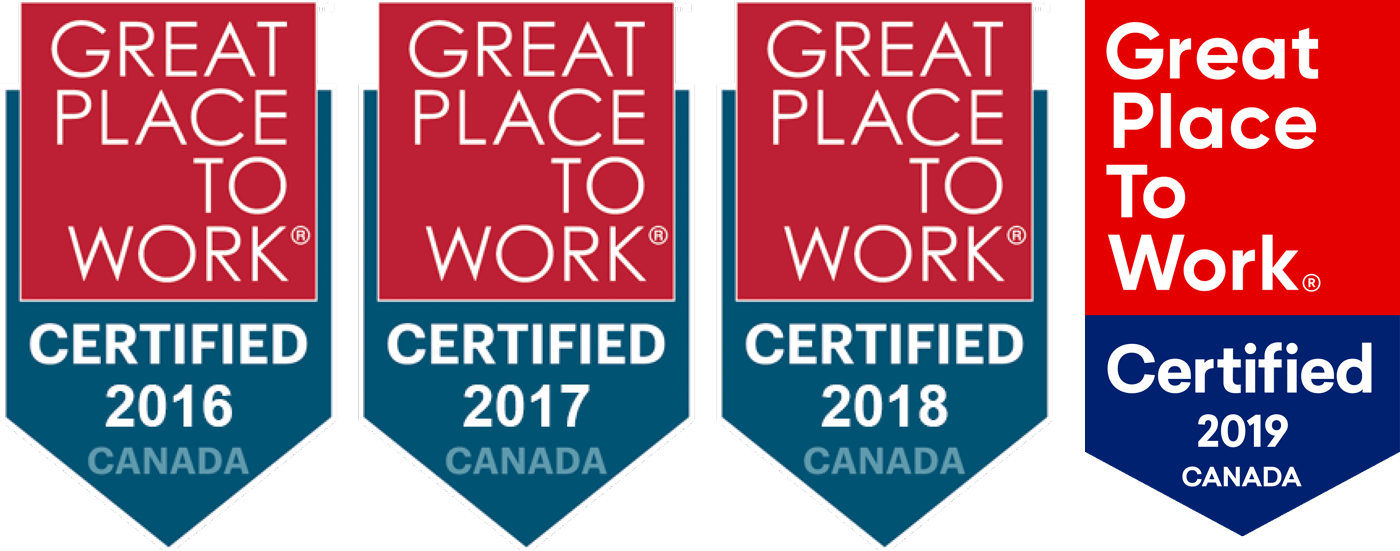 GREAT
PLACE
TO
WORK®
CERTIFIED
2016
CANADA
GREAT
PLACE
TO
WORK®
CERTIFIED
2017
CANADA
GREAT
PLACE
TO
WORK®
CERTIFIED
2018
CANADA
Great
Place
To
Work®
Certified
2019
CANADA